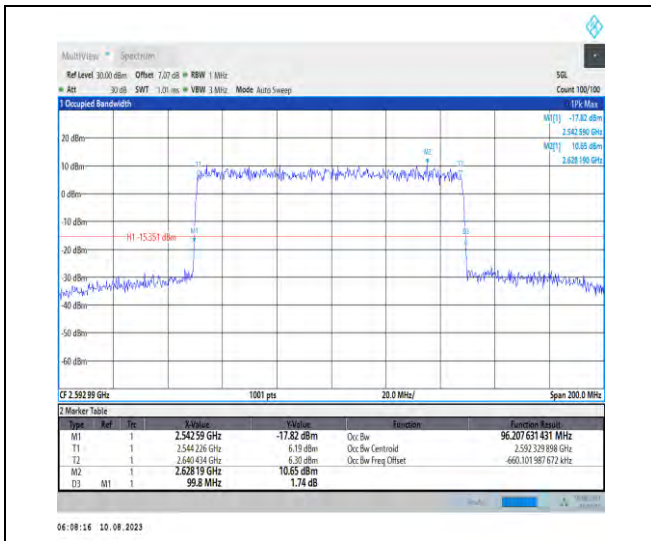 MultiView Spectrum
Ref Level 30.00 dBm Offset 7.07 dB RBW 1 MHz SGL
Att 30 dB SWT 1.01 ms VBW 3 MHz Mode Auto Sweep Count 100/100
1 Occupied Bandwidth 1Pk Max
M1[1] -17.82 dBm
2.542 590 GHz
M2[1] 10.65 dBm
2.628 190 GHz
20 dBm
M2
T1 T2
10 dBm
0 dBm
-10 dBm
M1 D3
H1 -15.351 dBm
-20 dBm
-30 dBm
-40 dBm
-50 dBm
-60 dBm
CF 2.592 99 GHz 1001 pts 20.0 MHz/ Span 200.0 MHz
2 Marker Table
Type Ref Trc X-Value Y-Value Function Function Result
M1 1 2.542 59 GHz -17.82 dBm Occ Bw 96.207 631 431 MHz
T1 1 2.544 226 GHz 6.19 dBm Occ Bw Centroid 2.592 329 898 GHz
T2 1 2.640 434 GHz 6.30 dBm Occ Bw Freq Offset -660.101 987 672 kHz
M2 1 2.628 19 GHz 10.65 dBm
D3 M1 1 99.8 MHz 1.74 dB
06:08:16 10.08.2023